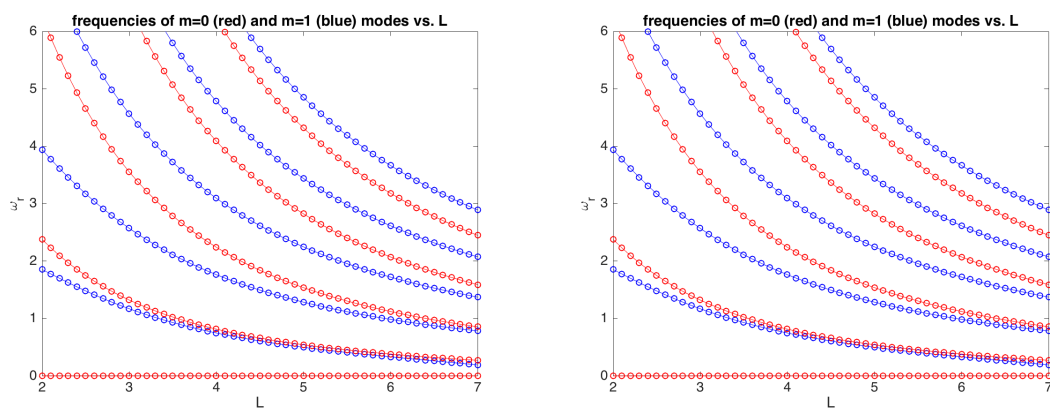 frequencies of m=0 (red) and m=1 (blue) modes vs. L
6
5
4
3
2
1
0
ω_r
2 3 4 5 6 7
L
frequencies of m=0 (red) and m=1 (blue) modes vs. L
6
5
4
3
2
1
0
ω_r
2 3 4 5 6 7
L